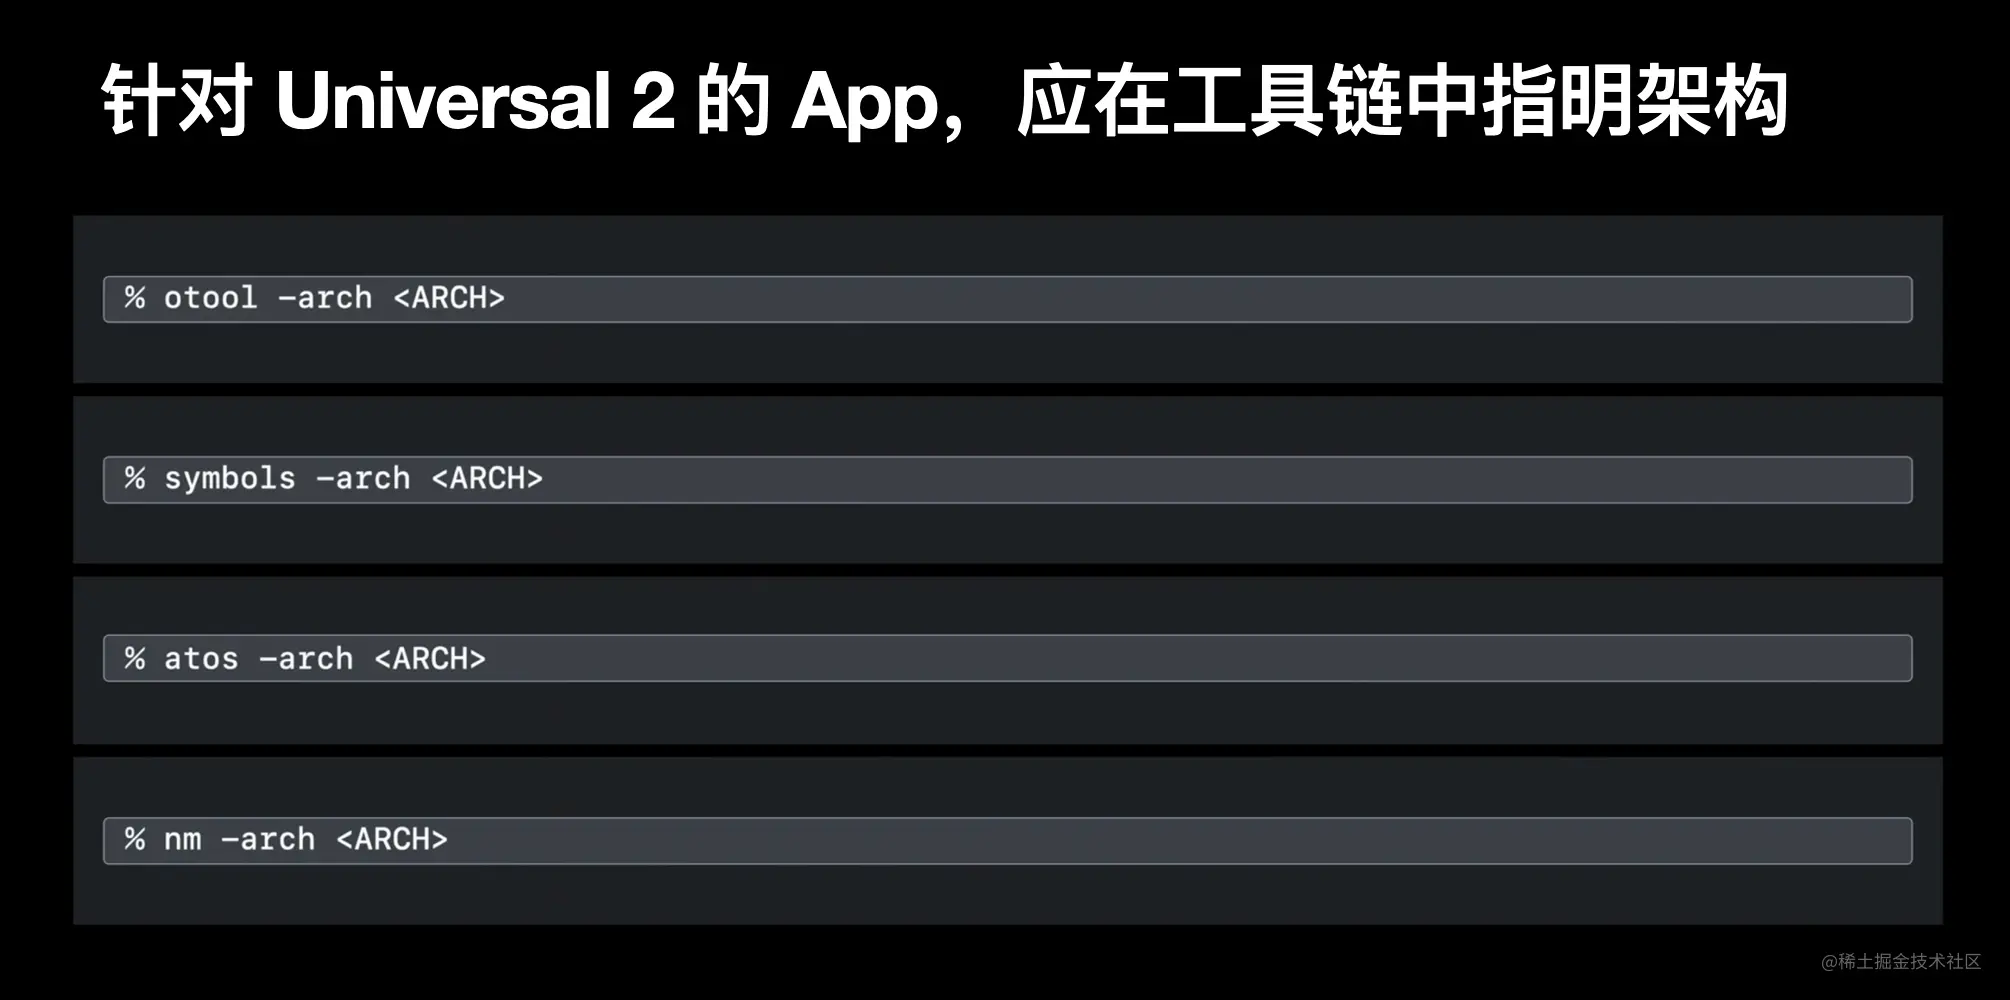 针对 Universal 2 的 App，应在工具链中指明架构
% otool -arch <ARCH>
% symbols -arch <ARCH>
% atos -arch <ARCH>
% nm -arch <ARCH>
@稀土掘金技术社区